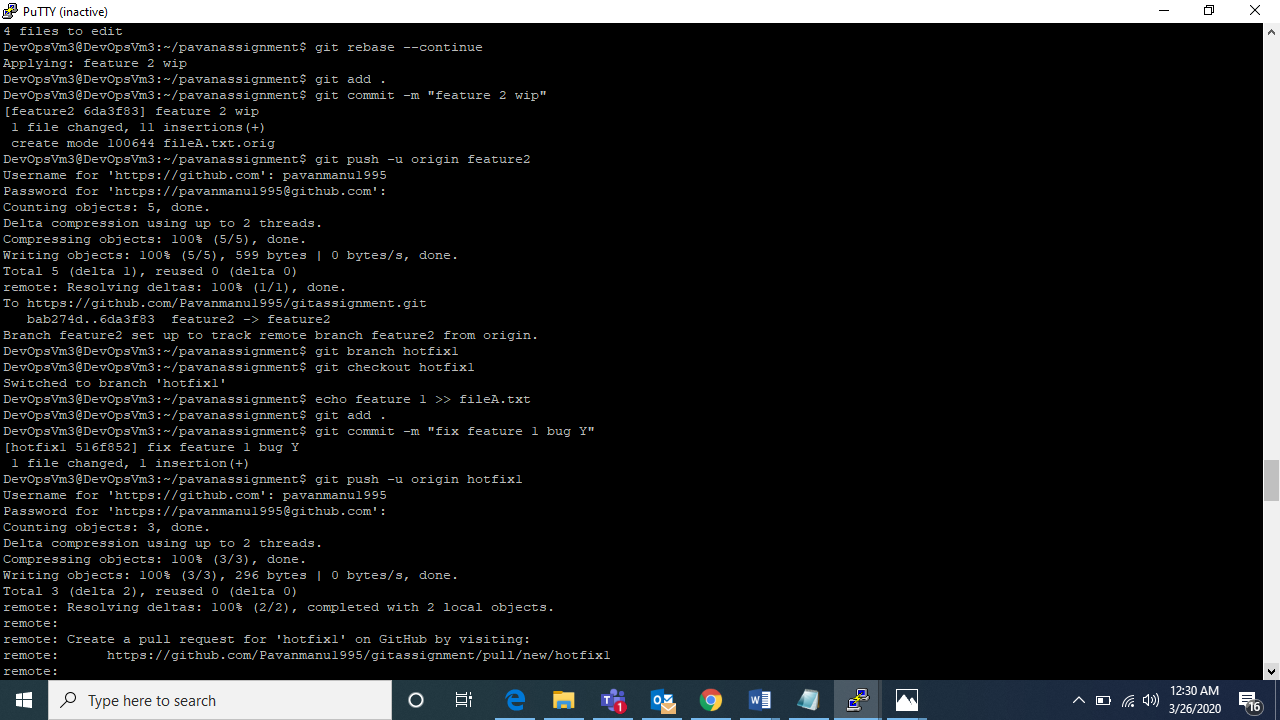 PuTTY (inactive)
4 files to edit
DevOpsVm3@DevOpsVm3:~/pavanassignment$ git rebase --continue
Applying: feature 2 wip
DevOpsVm3@DevOpsVm3:~/pavanassignment$ git add .
DevOpsVm3@DevOpsVm3:~/pavanassignment$ git commit -m "feature 2 wip"
[feature2 6da3f83] feature 2 wip
 1 file changed, 11 insertions(+)
 create mode 100644 fileA.txt.orig
DevOpsVm3@DevOpsVm3:~/pavanassignment$ git push -u origin feature2
Username for 'https://github.com': pavanmanu1995
Password for 'https://pavanmanu1995@github.com':
Counting objects: 5, done.
Delta compression using up to 2 threads.
Compressing objects: 100% (5/5), done.
Writing objects: 100% (5/5), 599 bytes | 0 bytes/s, done.
Total 5 (delta 1), reused 0 (delta 0)
remote: Resolving deltas: 100% (1/1), done.
To https://github.com/Pavanmanu1995/gitassignment.git
   bab274d..6da3f83  feature2 -> feature2
Branch feature2 set up to track remote branch feature2 from origin.
DevOpsVm3@DevOpsVm3:~/pavanassignment$ git branch hotfix1
DevOpsVm3@DevOpsVm3:~/pavanassignment$ git checkout hotfix1
Switched to branch 'hotfix1'
DevOpsVm3@DevOpsVm3:~/pavanassignment$ echo feature 1 >> fileA.txt
DevOpsVm3@DevOpsVm3:~/pavanassignment$ git add .
DevOpsVm3@DevOpsVm3:~/pavanassignment$ git commit -m "fix feature 1 bug Y"
[hotfix1 516f852] fix feature 1 bug Y
 1 file changed, 1 insertion(+)
DevOpsVm3@DevOpsVm3:~/pavanassignment$ git push -u origin hotfix1
Username for 'https://github.com': pavanmanu1995
Password for 'https://pavanmanu1995@github.com':
Counting objects: 3, done.
Delta compression using up to 2 threads.
Compressing objects: 100% (3/3), done.
Writing objects: 100% (3/3), 296 bytes | 0 bytes/s, done.
Total 3 (delta 2), reused 0 (delta 0)
remote: Resolving deltas: 100% (2/2), completed with 2 local objects.
remote:
remote: Create a pull request for 'hotfix1' on GitHub by visiting:
remote:      https://github.com/Pavanmanu1995/gitassignment/pull/new/hotfix1
remote:
Type here to search
1
12:30 AM
3/26/2020
16